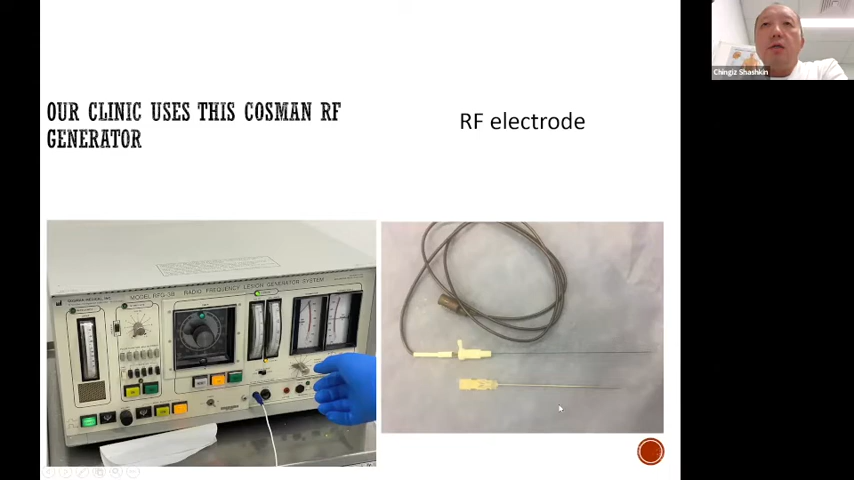 OUR CLINIC USES THIS COSMAN RF
GENERATOR
RF electrode
RADIO FREQUENCY LESION GENERATOR SYSTEM
MODEL RFG-3B
Chingiz Shashkin